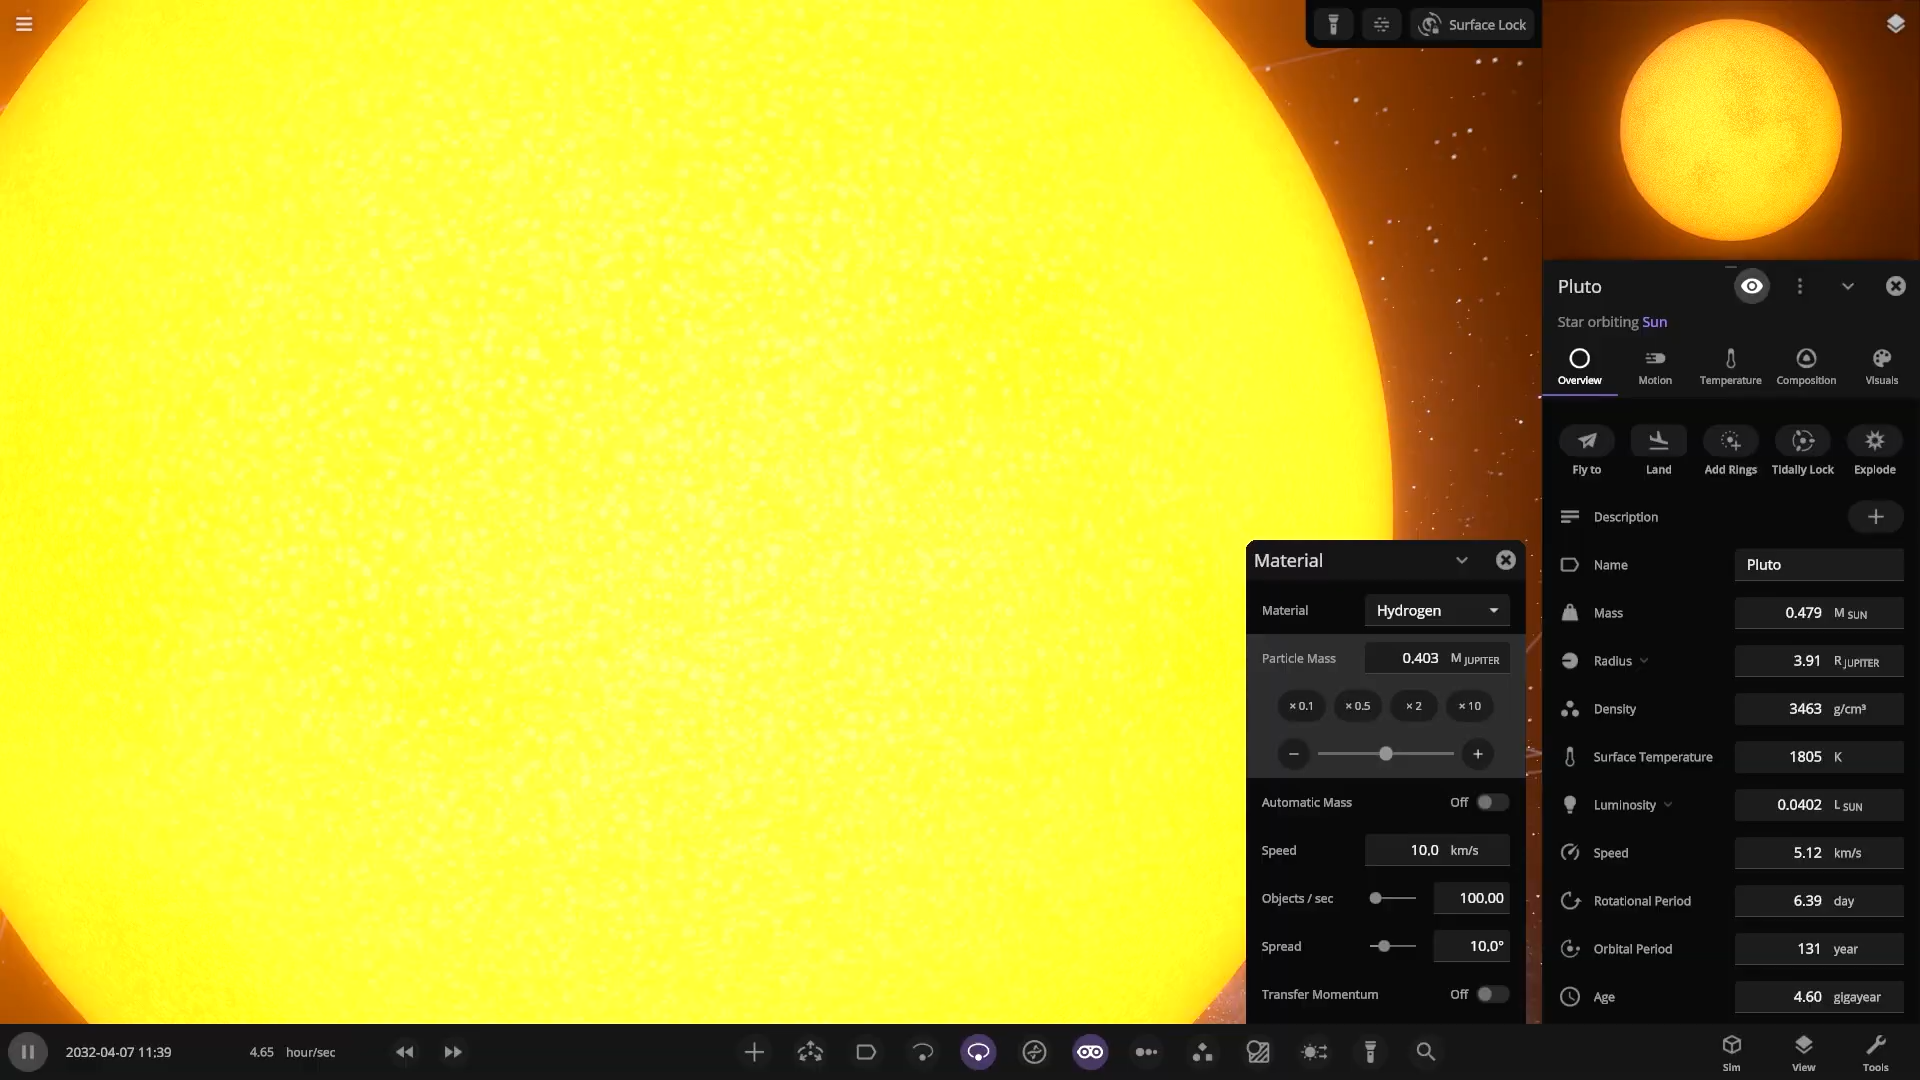 Surface Lock
Pluto
Star orbiting Sun
Overview
Motion
Temperature
Composition
Visuals
Fly to
Land
Add Rings
Tidally Lock
Explode
Description
Name Pluto
Mass 0.479 M SUN
Radius 3.91 R JUPITER
Density 3463 g/cm³
Surface Temperature 1805 K
Luminosity 0.0402 L SUN
Speed 5.12 km/s
Rotational Period 6.39 day
Orbital Period 131 year
Age 4.60 gigayear
Material
Material Hydrogen
Particle Mass 0.403 M JUPITER
× 0.1 × 0.5 × 2 × 10
Automatic Mass Off
Speed 10.0 km/s
Objects / sec 100.00
Spread 10.0°
Transfer Momentum Off
2032-04-07 11:39
4.65 hour/sec
Sim
View
Tools